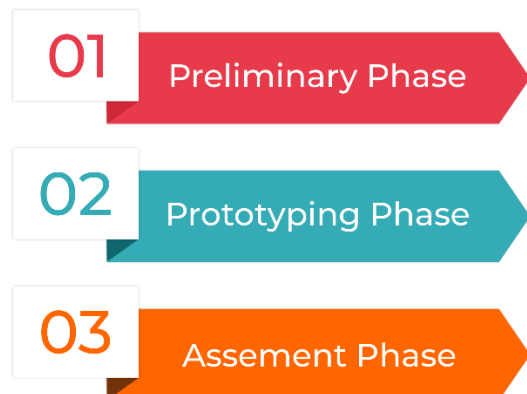 01
Preliminary Phase
02
Prototyping Phase
03
Assement Phase